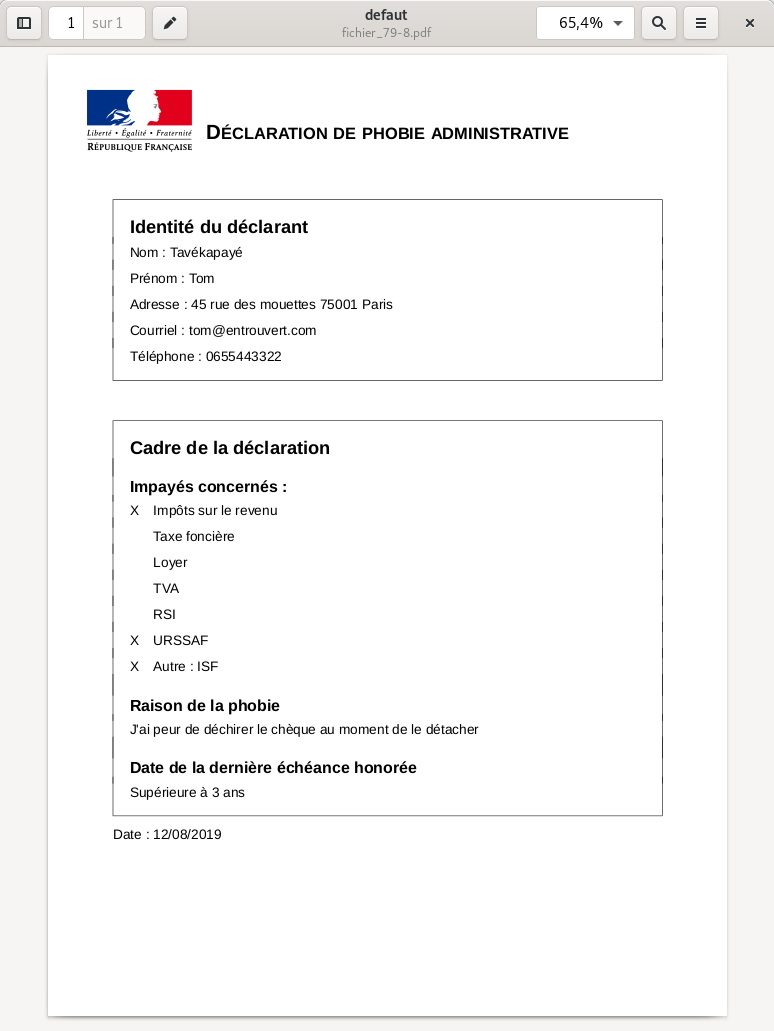 defaut
1 sur 1
fichier_79-8.pdf
65,4%
Liberté • Égalité • Fraternité
RÉPUBLIQUE FRANÇAISE
DÉCLARATION DE PHOBIE ADMINISTRATIVE
Identité du déclarant
Nom : Tavékapayé
Prénom : Tom
Adresse : 45 rue des mouettes 75001 Paris
Courriel : tom@entrouvert.com
Téléphone : 0655443322
Cadre de la déclaration
Impayés concernés :
X Impôts sur le revenu
Taxe foncière
Loyer
TVA
RSI
X URSSAF
X Autre : ISF
Raison de la phobie
J'ai peur de déchirer le chèque au moment de le détacher
Date de la dernière échéance honorée
Supérieure à 3 ans
Date : 12/08/2019